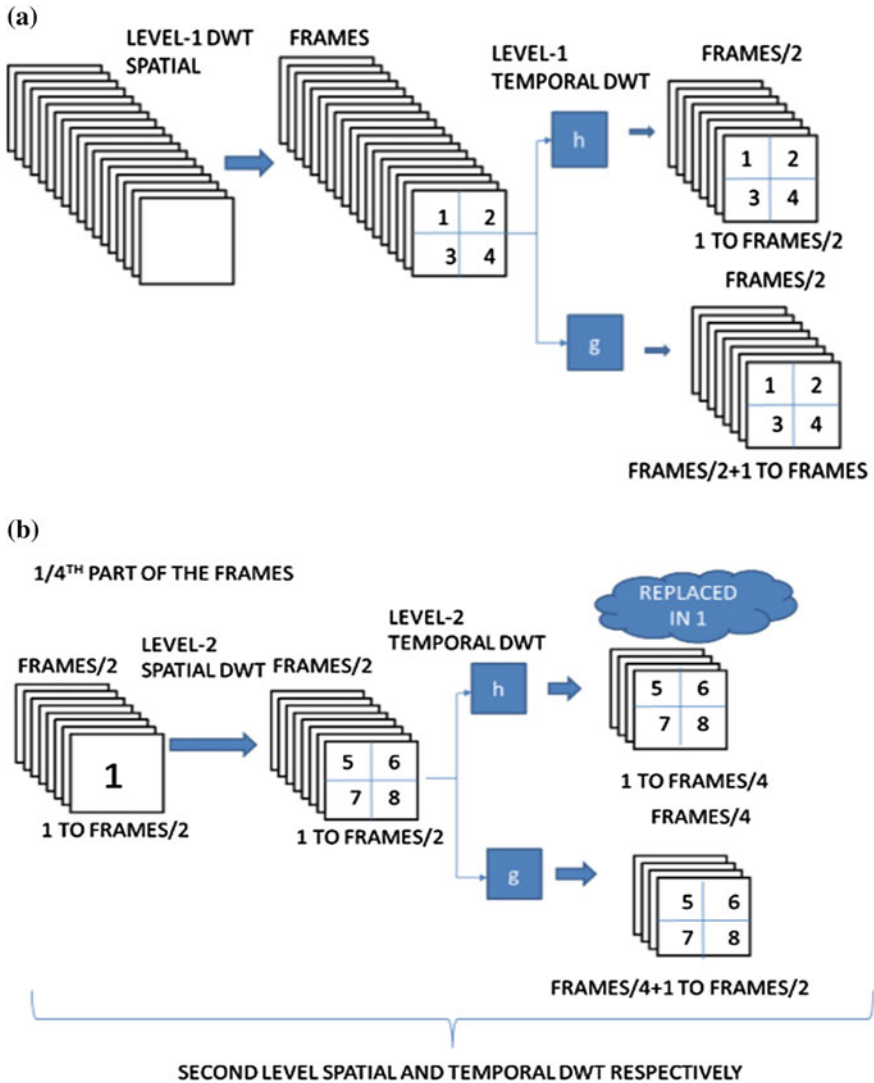 (a)
LEVEL-1 DWT
SPATIAL
FRAMES
LEVEL-1
TEMPORAL DWT
FRAMES/2
h
1 2
3 4
1 2
3 4
1 TO FRAMES/2
FRAMES/2
g
1 2
3 4
FRAMES/2+1 TO FRAMES
(b)
1/4TH PART OF THE FRAMES
REPLACED
IN 1
FRAMES/2
LEVEL-2
SPATIAL DWT
FRAMES/2
LEVEL-2
TEMPORAL DWT
h
1
5 6
7 8
5 6
7 8
1 TO FRAMES/2
1 TO FRAMES/2
1 TO FRAMES/4
FRAMES/4
g
5 6
7 8
FRAMES/4+1 TO FRAMES/2
SECOND LEVEL SPATIAL AND TEMPORAL DWT RESPECTIVELY